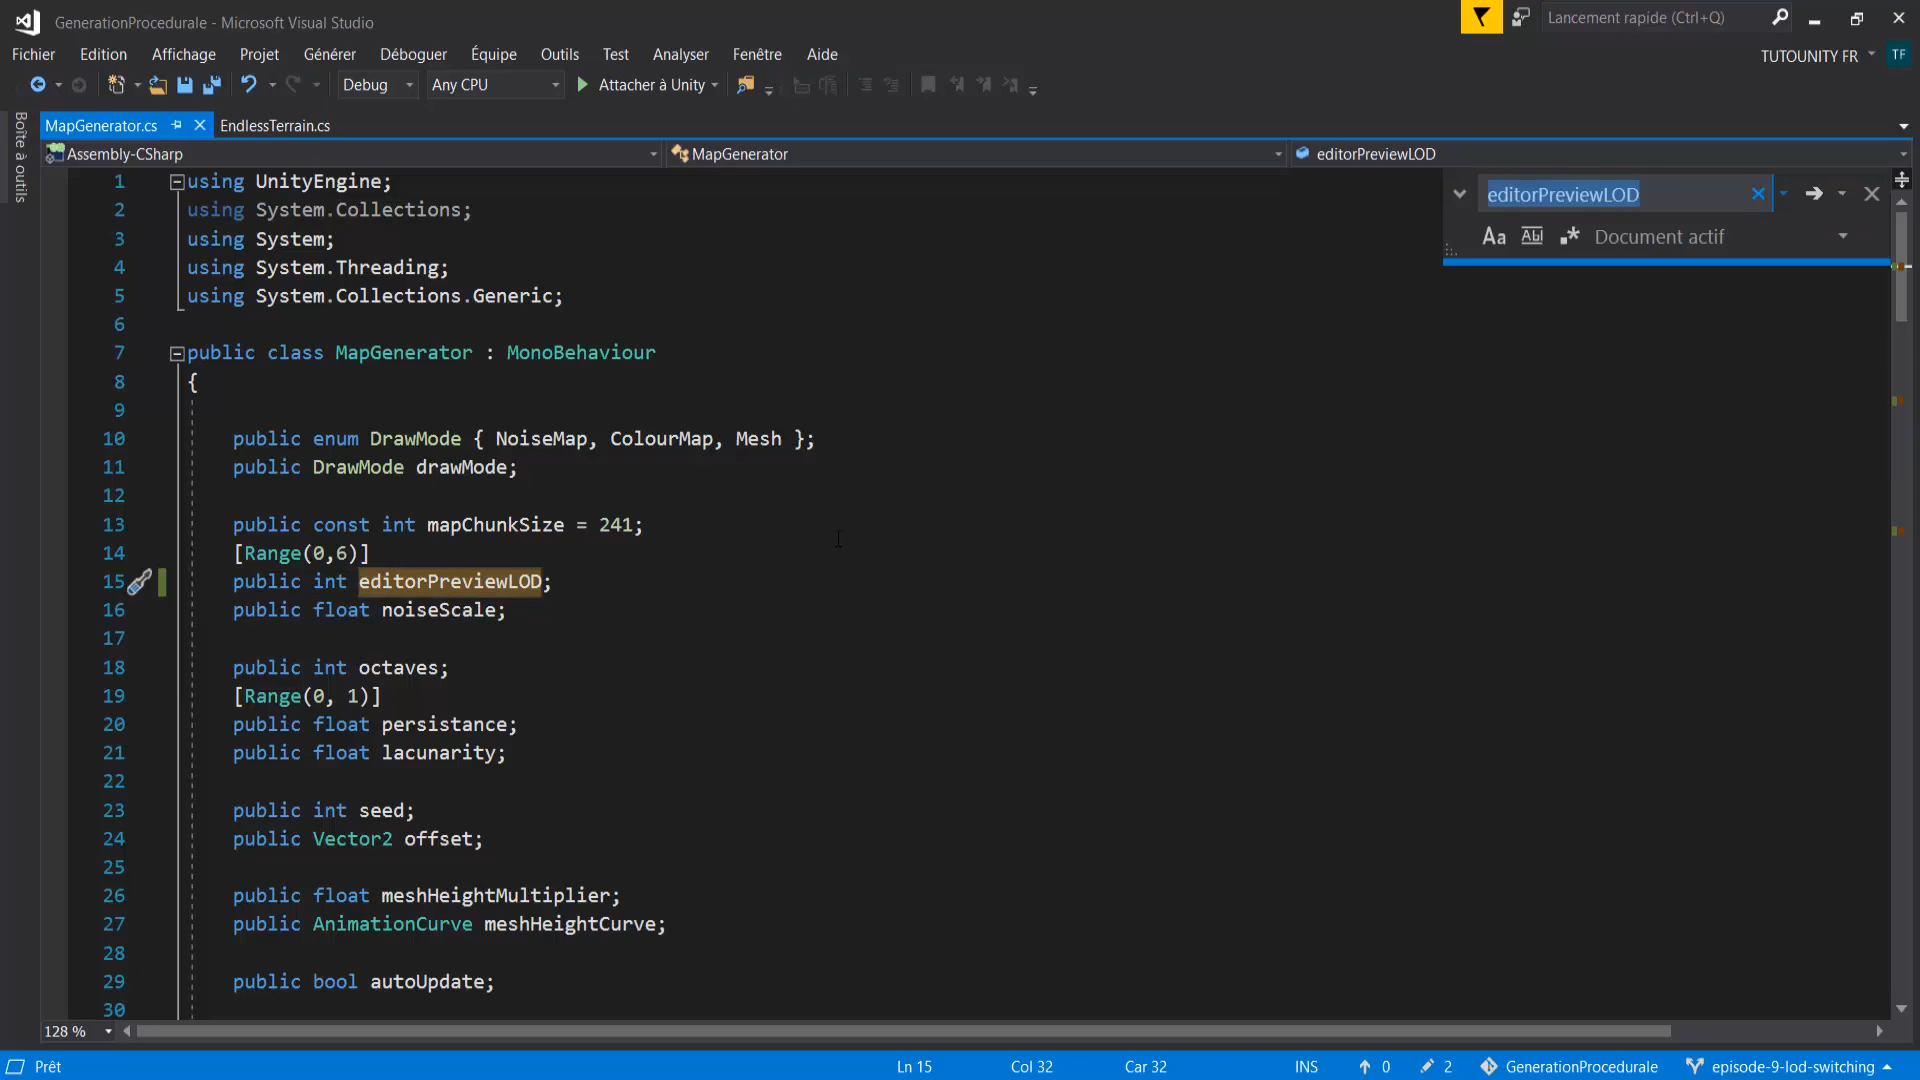 GenerationProcedurale - Microsoft Visual Studio
Lancement rapide (Ctrl+Q)
Fichier Edition Affichage Projet Générer Déboguer Équipe Outils Test Analyser Fenêtre Aide
TUTOUNITY FR TF
Debug Any CPU Attacher à Unity
Boîte à outils
MapGenerator.cs EndlessTerrain.cs
Assembly-CSharp MapGenerator editorPreviewLOD
editorPreviewLOD
Aa Abl .* Document actif
1 using UnityEngine;
2 using System.Collections;
3 using System;
4 using System.Threading;
5 using System.Collections.Generic;
6
7 public class MapGenerator : MonoBehaviour
8 {
9
10 public enum DrawMode { NoiseMap, ColourMap, Mesh };
11 public DrawMode drawMode;
12
13 public const int mapChunkSize = 241;
14 [Range(0,6)]
15 public int editorPreviewLOD;
16 public float noiseScale;
17
18 public int octaves;
19 [Range(0, 1)]
20 public float persistance;
21 public float lacunarity;
22
23 public int seed;
24 public Vector2 offset;
25
26 public float meshHeightMultiplier;
27 public AnimationCurve meshHeightCurve;
28
29 public bool autoUpdate;
30
128 %
Prêt Ln 15 Col 32 Car 32 INS 0 2 GenerationProcedurale episode-9-lod-switching